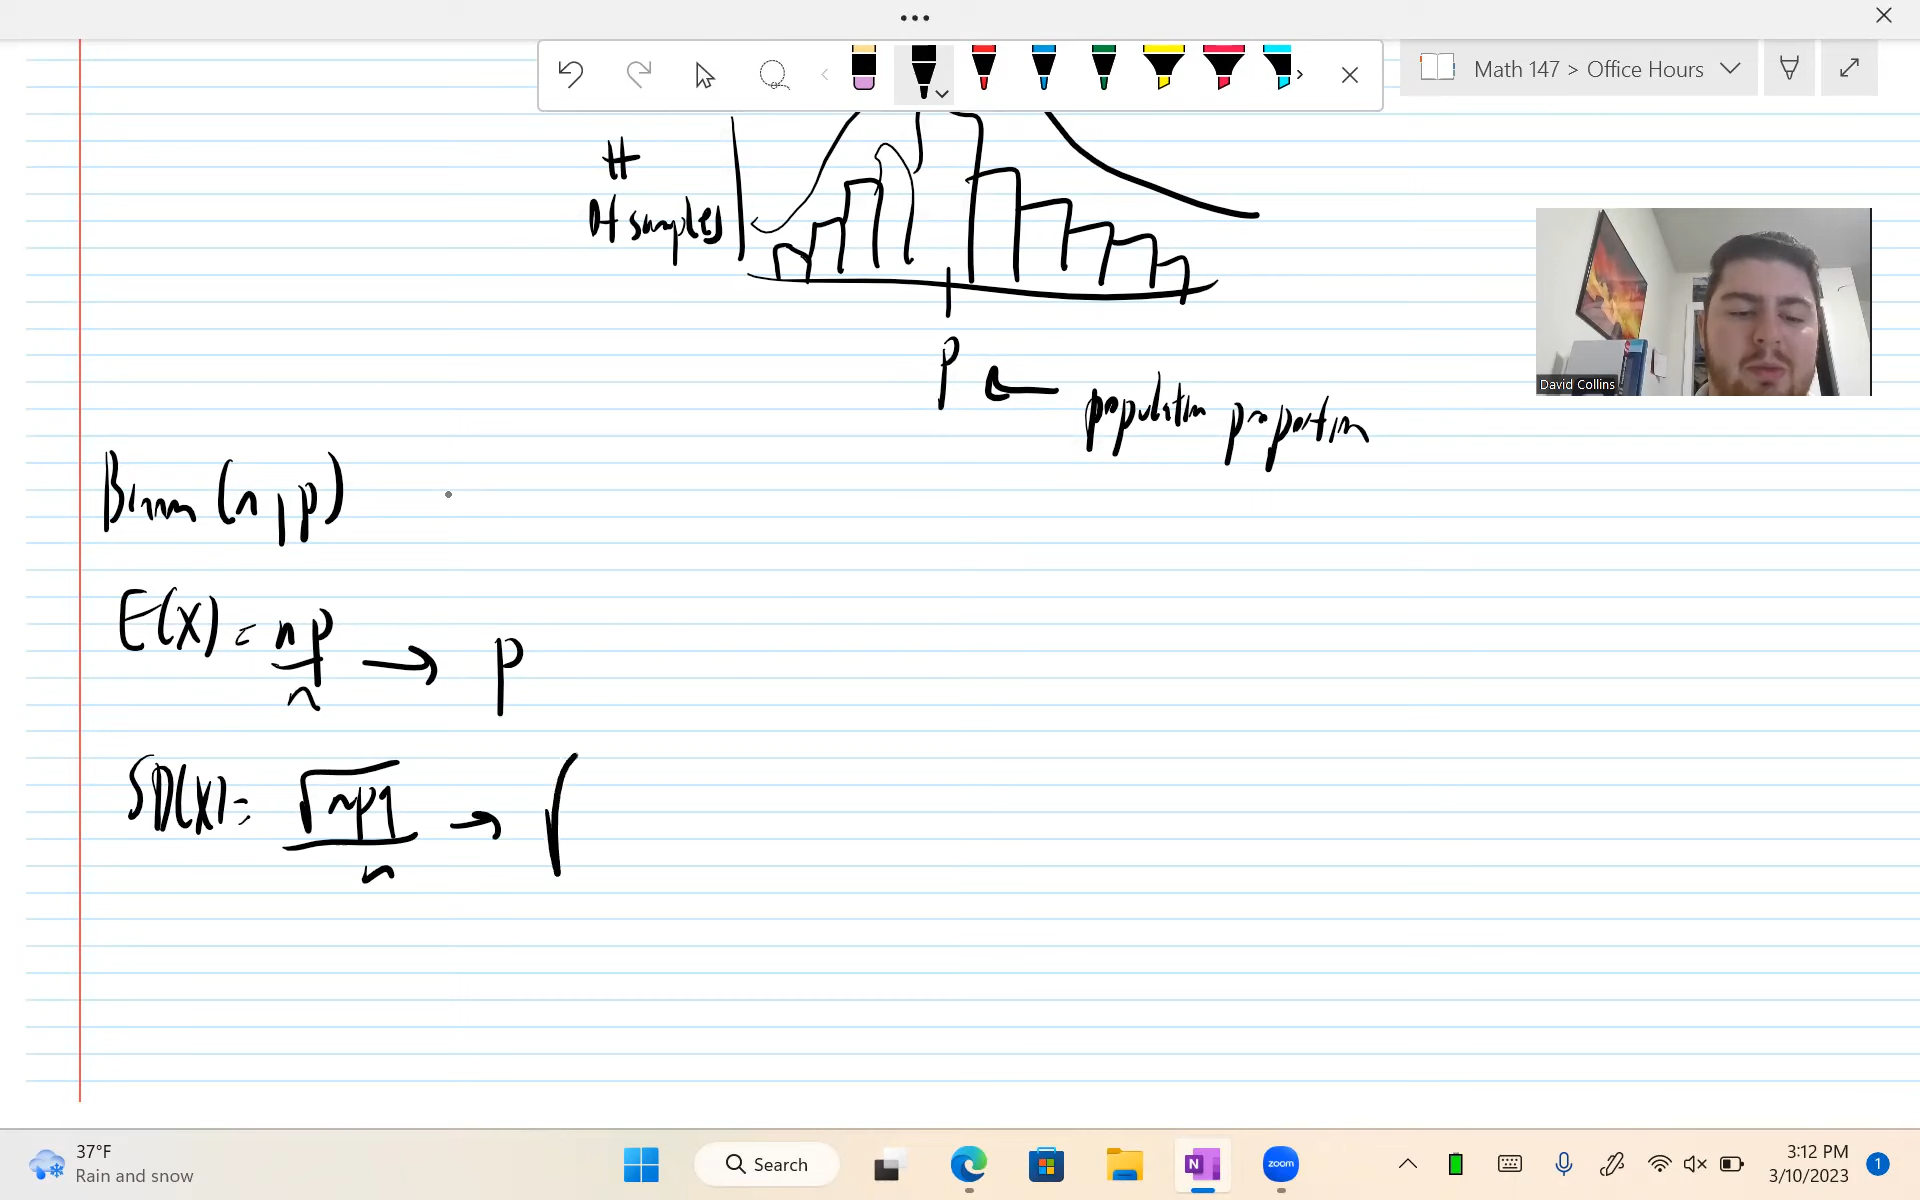 Math 147 > Office Hours
#
of samples
David Collins
p
population proportion
Binom (n, p)
E(X) = np/n → p
SD(X) = √npq/n → √
37°F
Rain and snow
Search
N
zoom
3:12 PM
3/10/2023
1